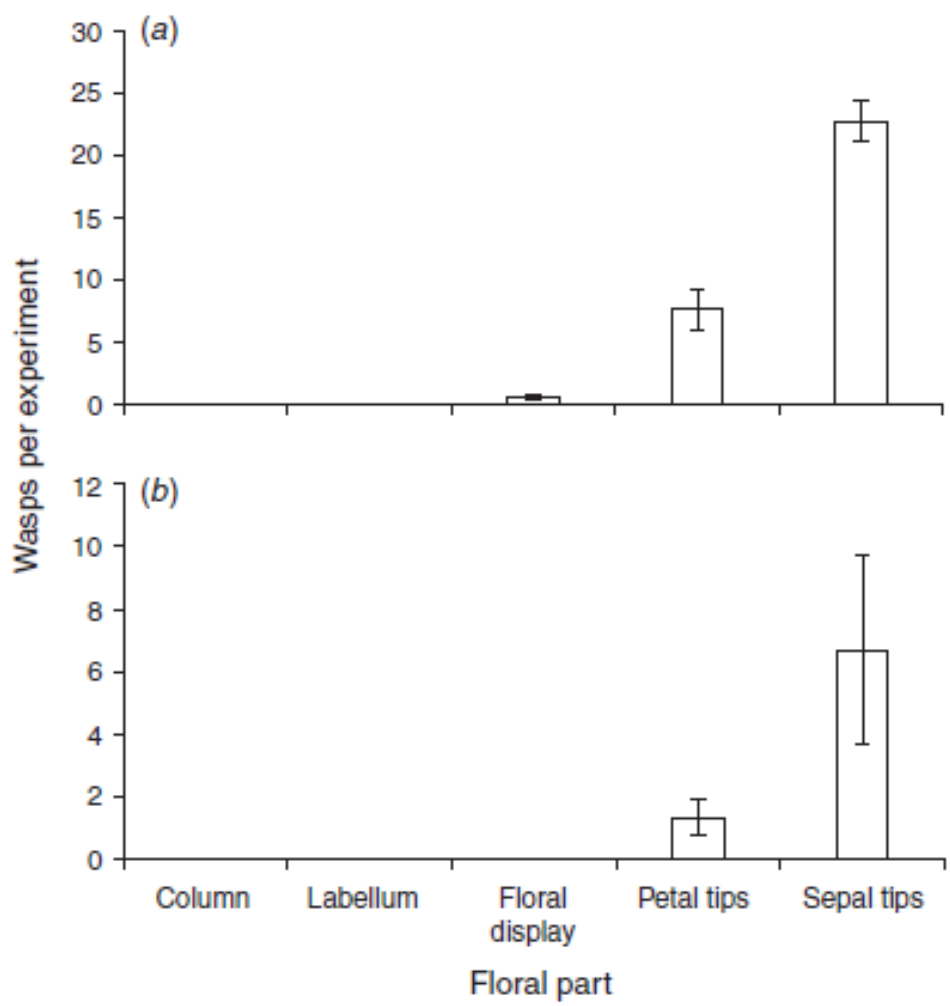 (a)
30
25
20
15
10
5
0
Wasps per experiment
(b)
12
10
8
6
4
2
0
Column Labellum Floral display Petal tips Sepal tips
Floral part